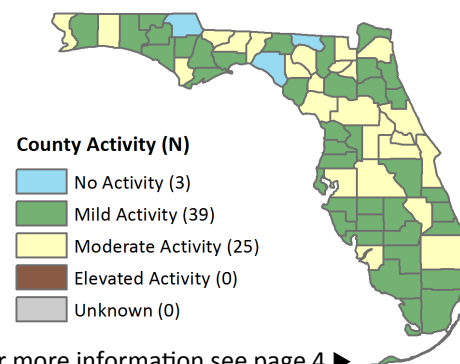 County Activity (N)
No Activity (3)
Mild Activity (39)
Moderate Activity (25)
Elevated Activity (0)
Unknown (0)
r more information see page 4 ►